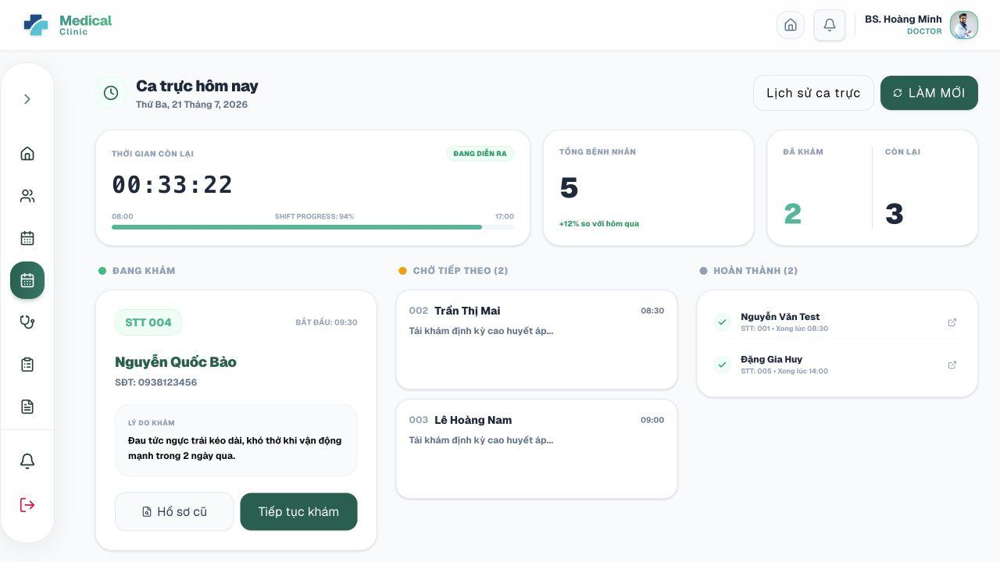 Medical
Clinic
BS. Hoàng Minh
DOCTOR
Ca trực hôm nay
Thứ Ba, 21 Tháng 7, 2026
Lịch sử ca trực
LÀM MỚI
THỜI GIAN CÒN LẠI
ĐANG DIỄN RA
00:33:22
08:00
SHIFT PROGRESS: 94%
17:00
TỔNG BỆNH NHÂN
5
+12% so với hôm qua
ĐÃ KHÁM
2
CÒN LẠI
3
ĐANG KHÁM
STT 004
BẮT ĐẦU: 09:30
Nguyễn Quốc Bảo
SĐT: 0938123456
LÝ DO KHÁM
Đau tức ngực trái kéo dài, khó thở khi vận động
mạnh trong 2 ngày qua.
Hồ sơ cũ
Tiếp tục khám
CHỜ TIẾP THEO (2)
002 Trần Thị Mai
08:30
Tái khám định kỳ cao huyết áp...
003 Lê Hoàng Nam
09:00
Tái khám định kỳ cao huyết áp...
HOÀN THÀNH (2)
Nguyễn Văn Test
STT: 001 • Xong lúc 08:30
Đặng Gia Huy
STT: 005 • Xong lúc 14:00